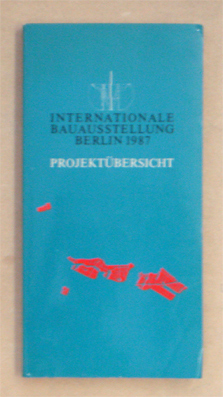 INTERNATIONALE
BAUAUSSTELLUNG
BERLIN 1987
PROJEKTÜBERSICHT